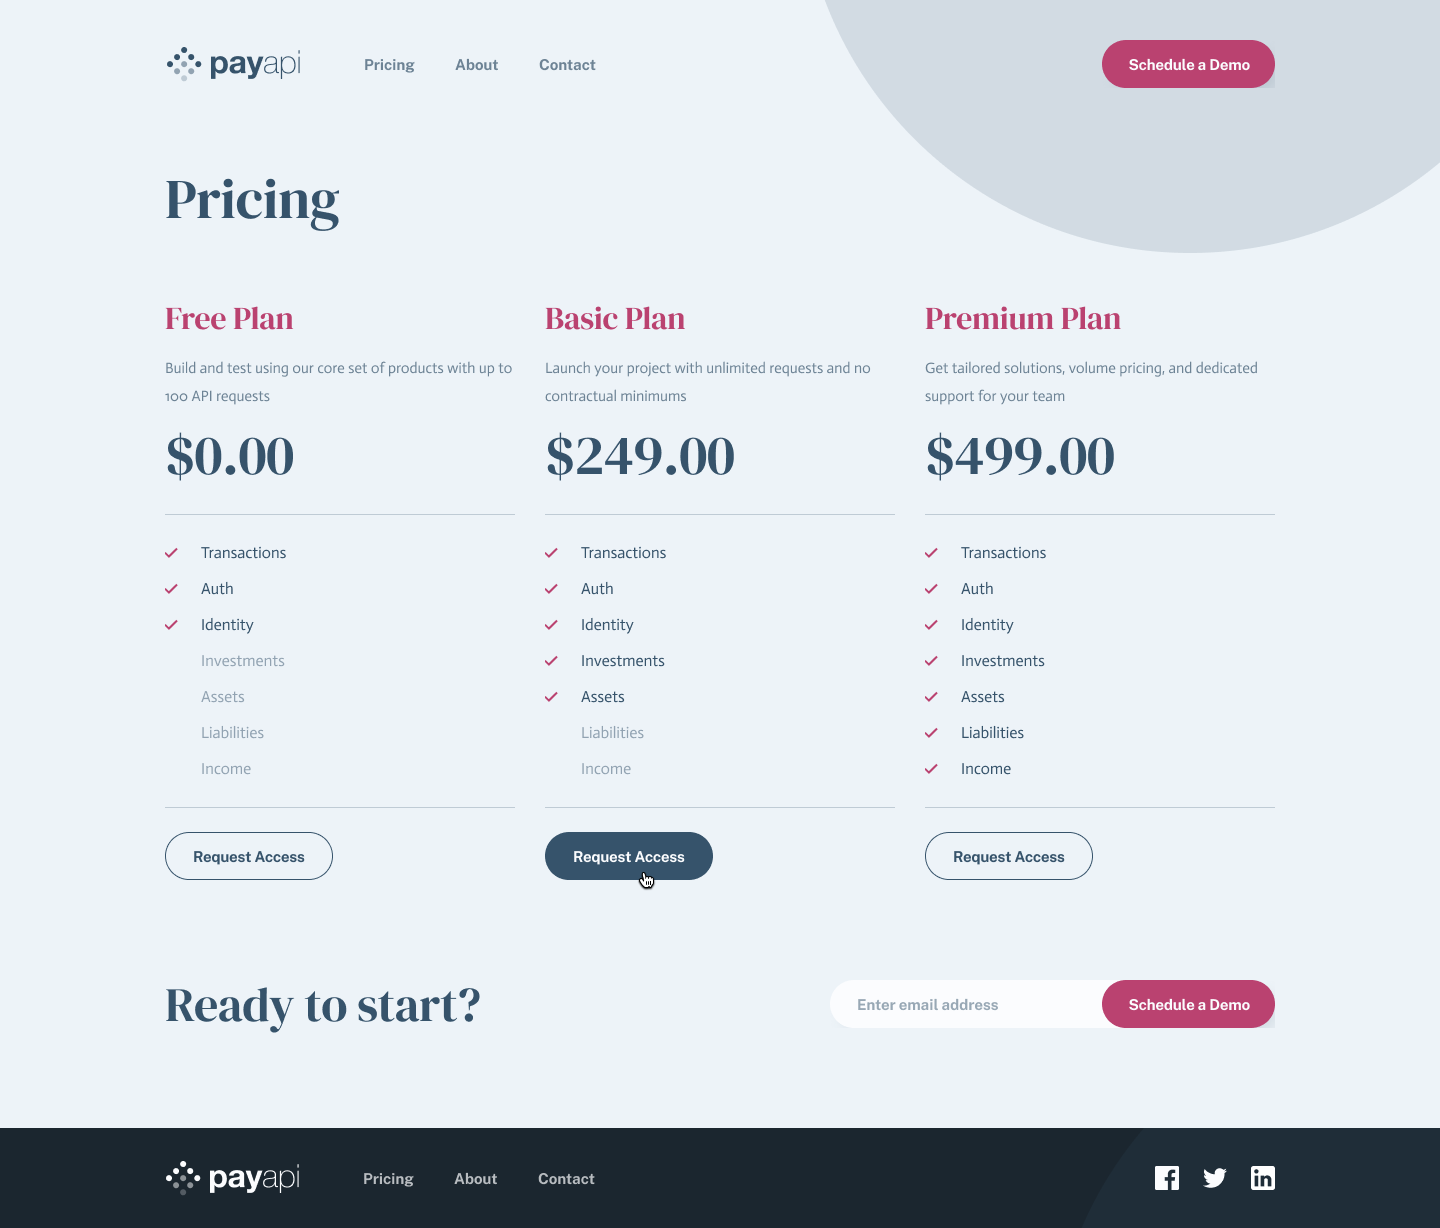 payapi
Pricing
About
Contact
Schedule a Demo
Pricing
Free Plan
Build and test using our core set of products with up to
100 API requests
$0.00
Transactions
Auth
Identity
Investments
Assets
Liabilities
Income
Request Access
Basic Plan
Launch your project with unlimited requests and no
contractual minimums
$249.00
Transactions
Auth
Identity
Investments
Assets
Liabilities
Income
Request Access
Premium Plan
Get tailored solutions, volume pricing, and dedicated
support for your team
$499.00
Transactions
Auth
Identity
Investments
Assets
Liabilities
Income
Request Access
Ready to start?
Enter email address
Schedule a Demo
payapi
Pricing
About
Contact